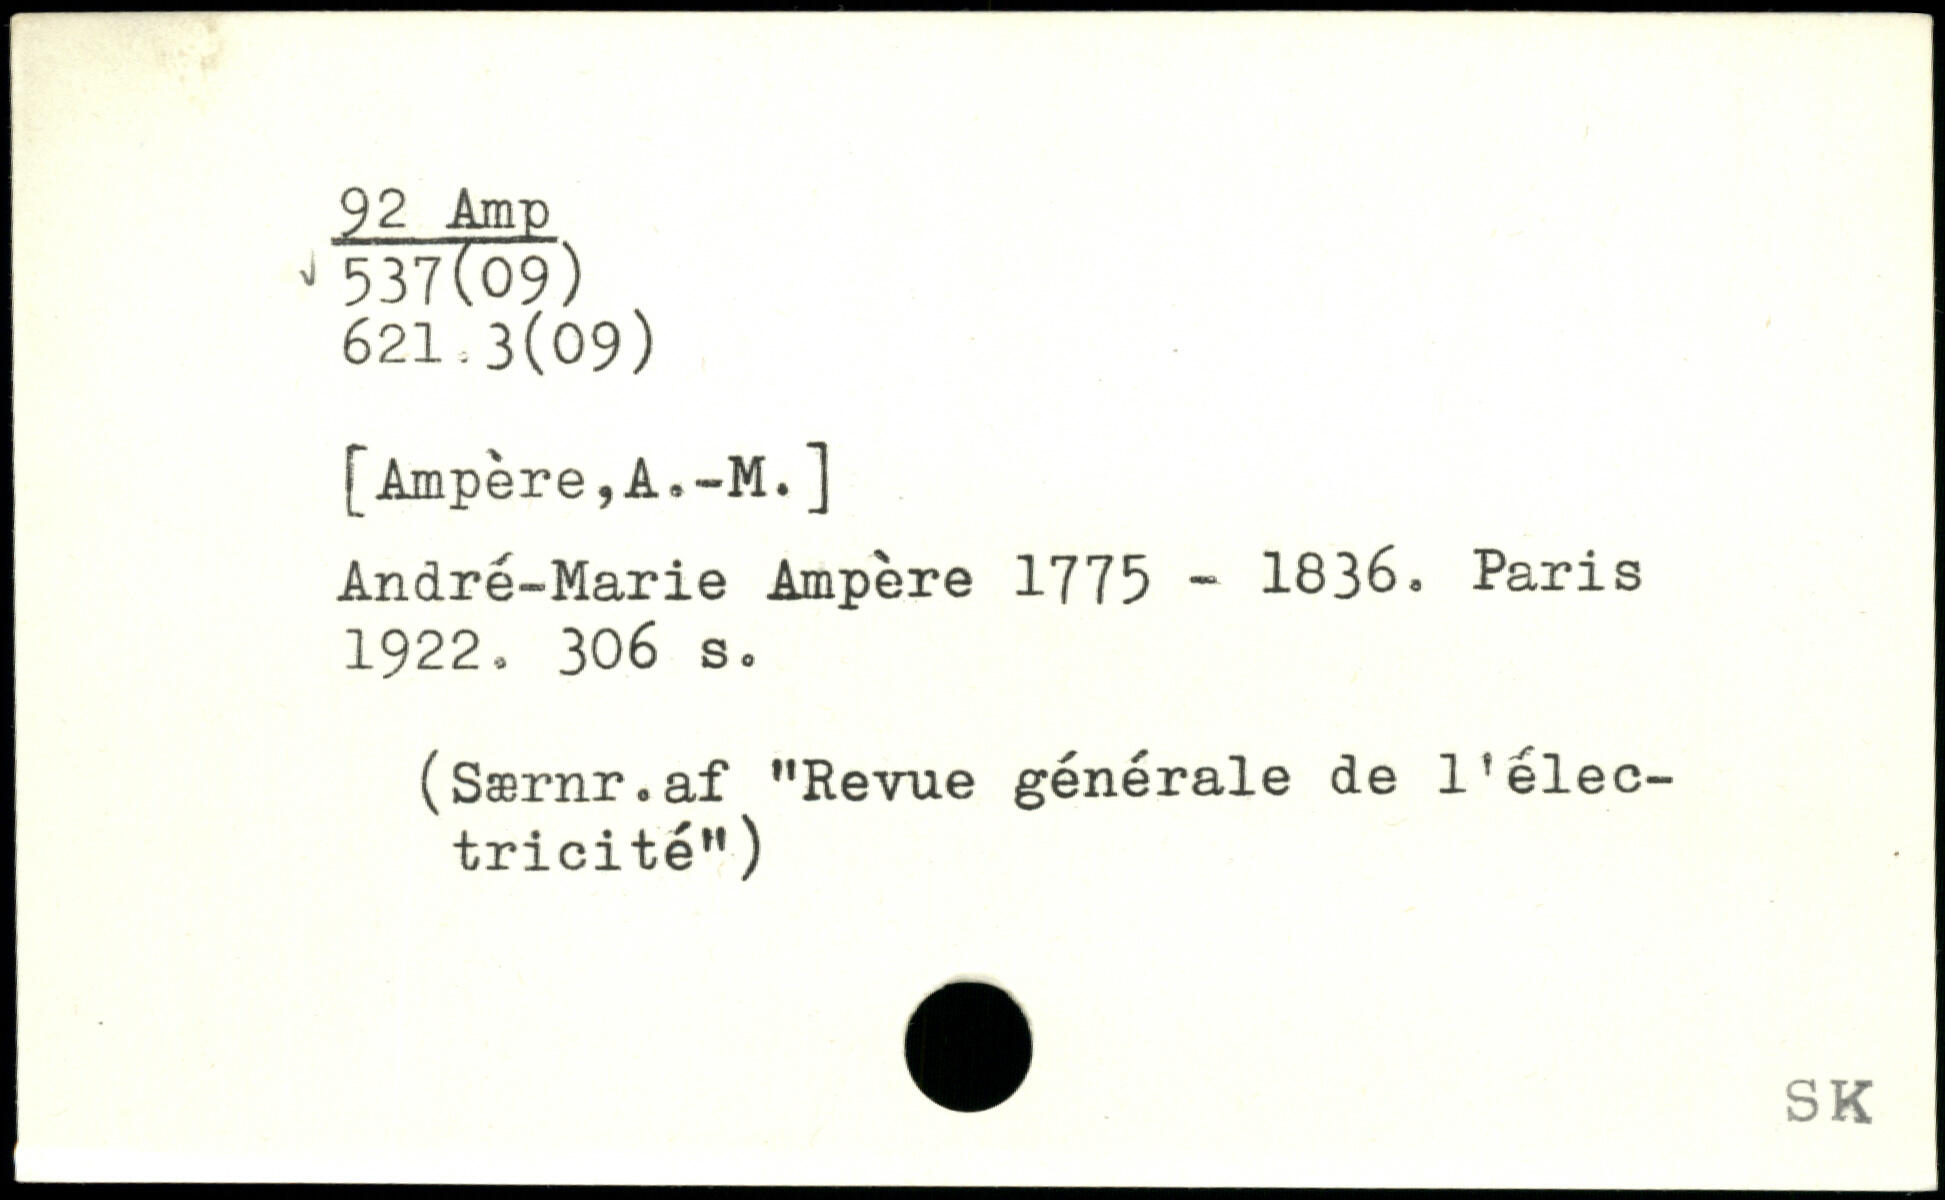 92 Amp
√ 537(09)
621.3(09)
[Ampère,A.-M.]
André-Marie Ampère 1775 - 1836. Paris
1922. 306 s.
(Særnr.af "Revue générale de l'élec-
tricité")
SK